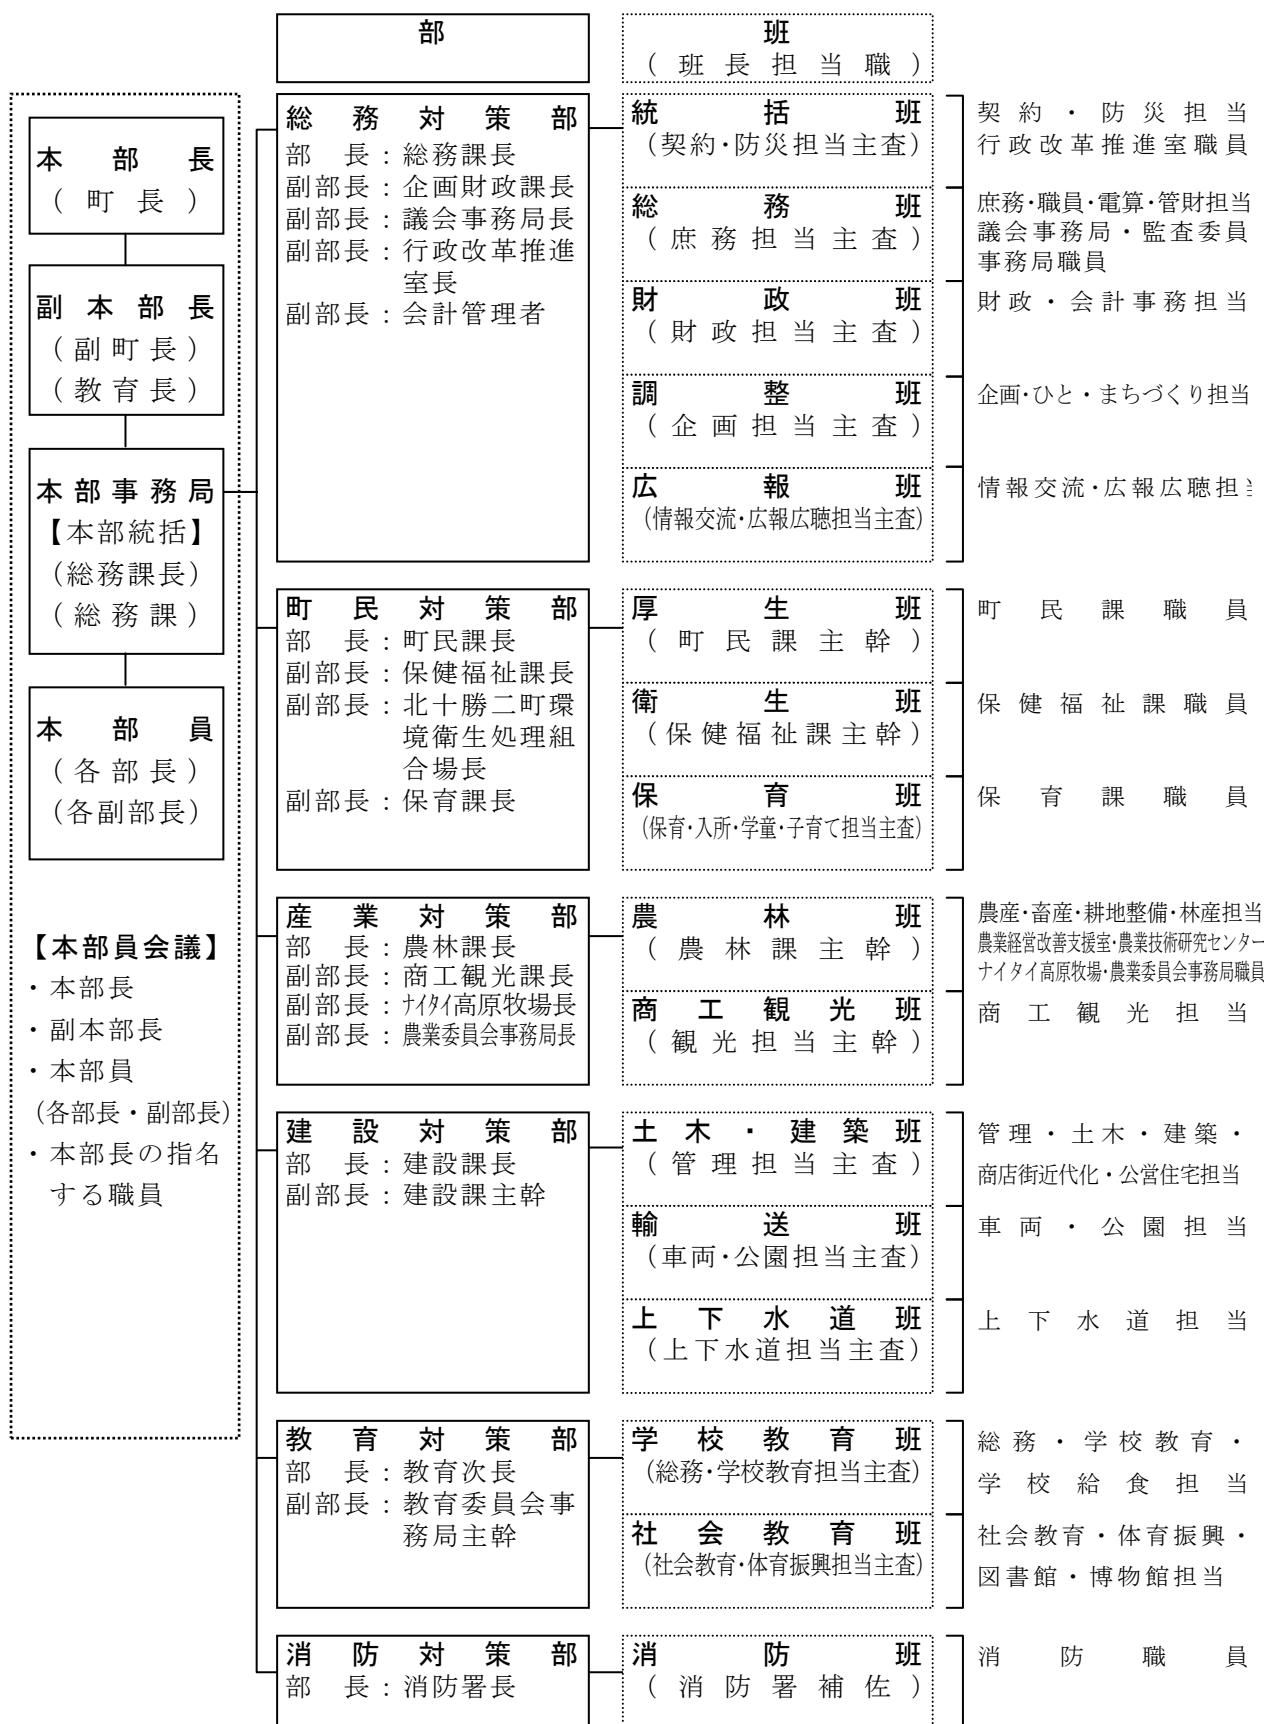 部
班
(班長担当職)
本部長
(町長)
副本部長
(副町長)
(教育長)
本部事務局
【本部統括】
(総務課長)
(総務課)
本部員
(各部長)
(各副部長)
【本部員会議】
・本部長
・副本部長
・本部員
(各部長・副部長)
・本部長の指名
する職員
総務対策部
部　長：総務課長
副部長：企画財政課長
副部長：議会事務局長
副部長：行政改革推進
室長
副部長：会計管理者
統括班
(契約・防災担当主査)
契約・防災担当
行政改革推進室職員
総務班
(庶務担当主査)
庶務・職員・電算・管財担当
議会事務局・監査委員
事務局職員
財政班
(財政担当主査)
財政・会計事務担当
調整班
(企画担当主査)
企画・ひと・まちづくり担当
広報班
(情報交流・広報広聴担当主査)
情報交流・広報広聴担
町民対策部
部　長：町民課長
副部長：保健福祉課長
副部長：北十勝二町環
境衛生処理組
合場長
副部長：保育課長
厚生班
(町民課主幹)
町民課職員
衛生班
(保健福祉課主幹)
保健福祉課職員
保育班
(保育・入所・学童・子育て担当主査)
保育課職員
産業対策部
部　長：農林課長
副部長：商工観光課長
副部長：ナイタイ高原牧場長
副部長：農業委員会事務局長
農林班
(農林課主幹)
農産・畜産・耕地整備・林産担当
農業経営改善支援室・農業技術研究センター
ナイタイ高原牧場・農業委員会事務局職員
商工観光班
(観光担当主幹)
商工観光担当
建設対策部
部　長：建設課長
副部長：建設課主幹
土木・建築班
(管理担当主査)
管理・土木・建築・
商店街近代化・公営住宅担当
輸送班
(車両・公園担当主査)
車両・公園担当
上下水道班
(上下水道担当主査)
上下水道担当
教育対策部
部　長：教育次長
副部長：教育委員会事
務局主幹
学校教育班
(総務・学校教育担当主査)
総務・学校教育・
学校給食担当
社会教育班
(社会教育・体育振興担当主査)
社会教育・体育振興・
図書館・博物館担当
消防対策部
部　長：消防署長
消防班
(消防署補佐)
消防職員